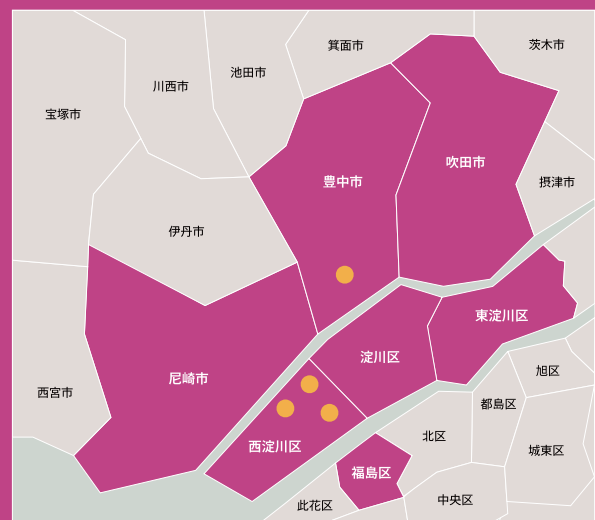 箕面市
茨木市
池田市
川西市
宝塚市
吹田市
豊中市
摂津市
伊丹市
東淀川区
淀川区
旭区
尼崎市
西宮市
都島区
北区
西淀川区
城東区
福島区
中央区
此花区